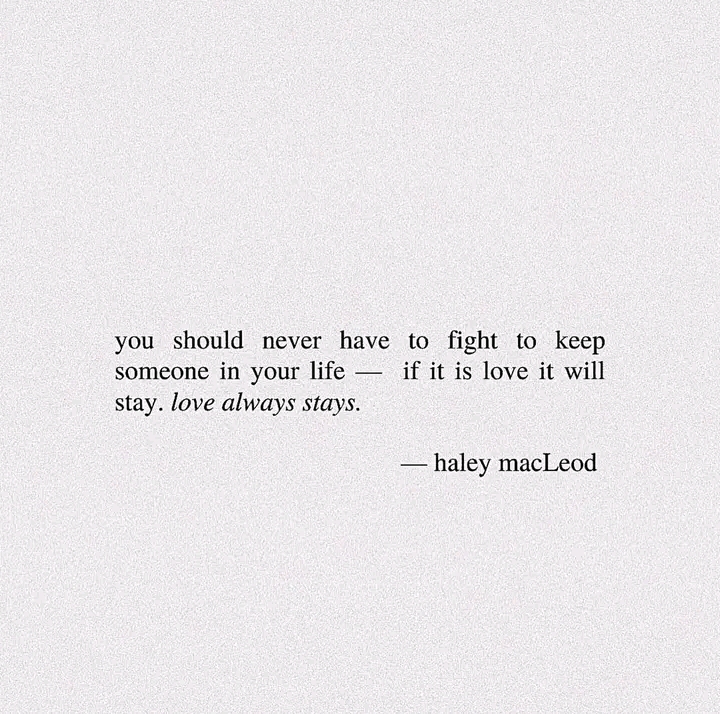 you should never have to fight to keep
someone in your life — if it is love it will
stay. love always stays.
— haley macLeod